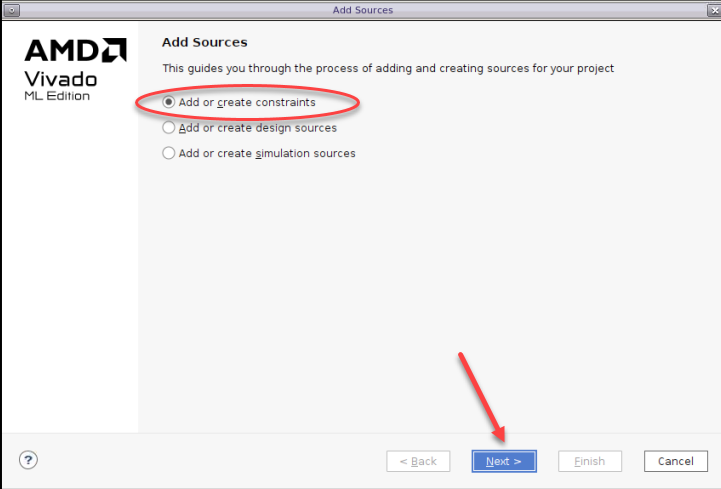 Add Sources
AMD
Vivado
ML Edition
Add Sources
This guides you through the process of adding and creating sources for your project
Add or create constraints
Add or create design sources
Add or create simulation sources
?
< Back
Next >
Finish
Cancel